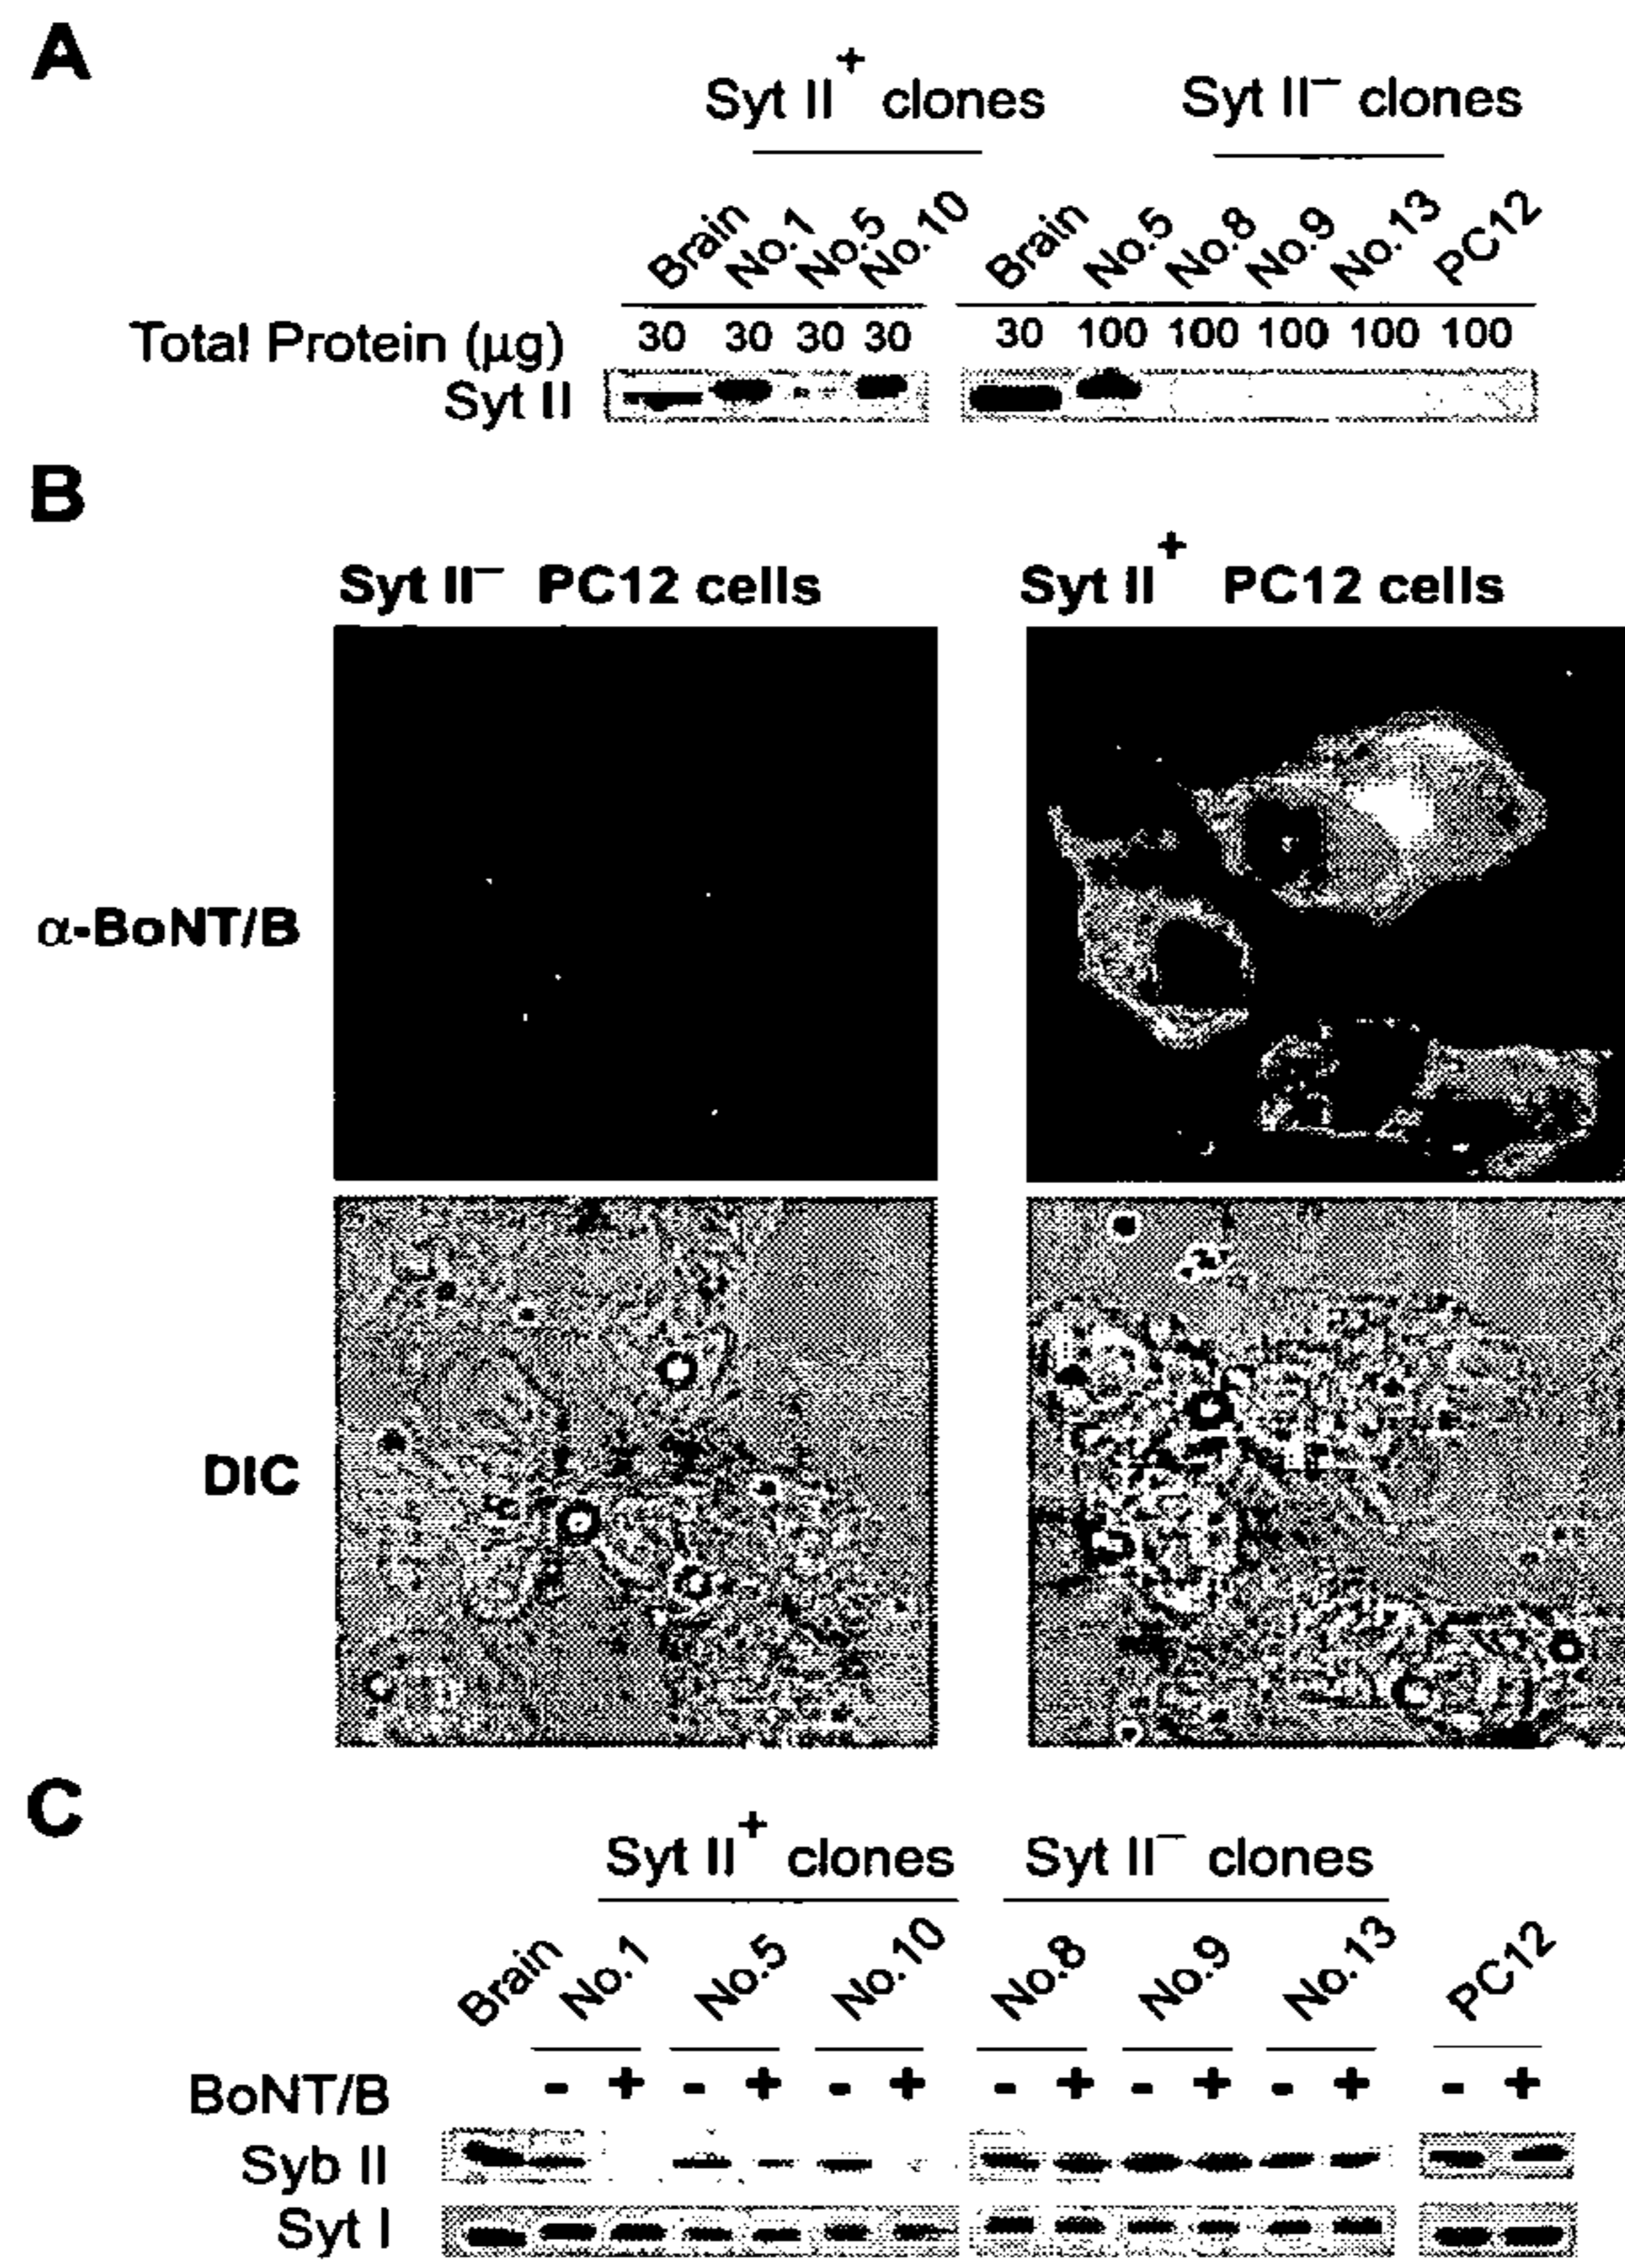 A
Syt II+ clones Syt II− clones
Brain No.1 No.5 No.10 Brain No.5 No.8 No.9 No.13 PC12
Total Protein (μg) 30 30 30 30 30 100 100 100 100 100
Syt II
B
Syt II− PC12 cells Syt II+ PC12 cells
α-BoNT/B
DIC
C
Syt II+ clones Syt II− clones
Brain No.1 No.5 No.10 No.8 No.9 No.13 PC12
BoNT/B - + - + - + - + - + - + - +
Syb II
Syt I